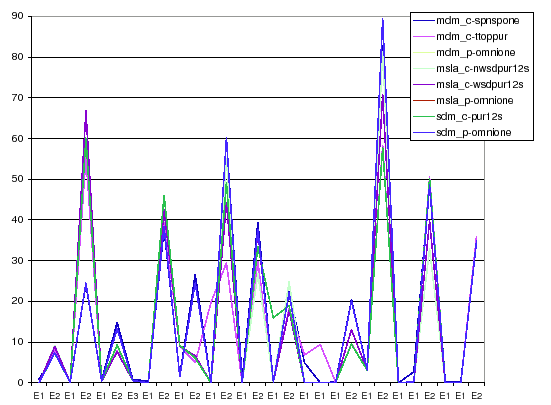 90
80
70
60
50
40
30
20
10
0
mdm_c-spnspone
mdm_c-ttoppur
mdm_p-omnione
msla_c-nwsdpur12s
msla_c-wsdpur12s
msla_p-omnione
sdm_c-pur12s
sdm_p-omnione
E1 E2 E1 E2 E1 E2 E3 E1 E2 E1 E2 E1 E2 E1 E2 E1 E2 E1 E2 E1 E2 E1 E2 E1 E2 E1 E2 E1 E2